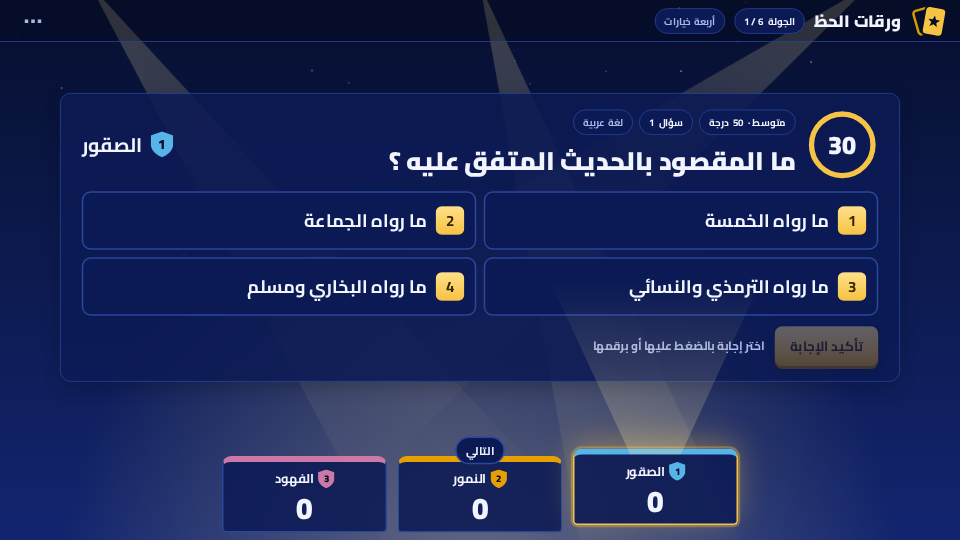 ورقات الحظ
الجولة 6 / 1
أربعة خيارات
...
30
متوسط · 50 درجة
سؤال 1
لغة عربية
ما المقصود بالحديث المتفق عليه ؟
1 الصقور
1 ما رواه الخمسة
2 ما رواه الجماعة
3 ما رواه الترمذي والنسائي
4 ما رواه البخاري ومسلم
تأكيد الإجابة
اختر إجابة بالضغط عليها أو برقمها
1 الصقور
0
التالي
2 النمور
0
3 الفهود
0